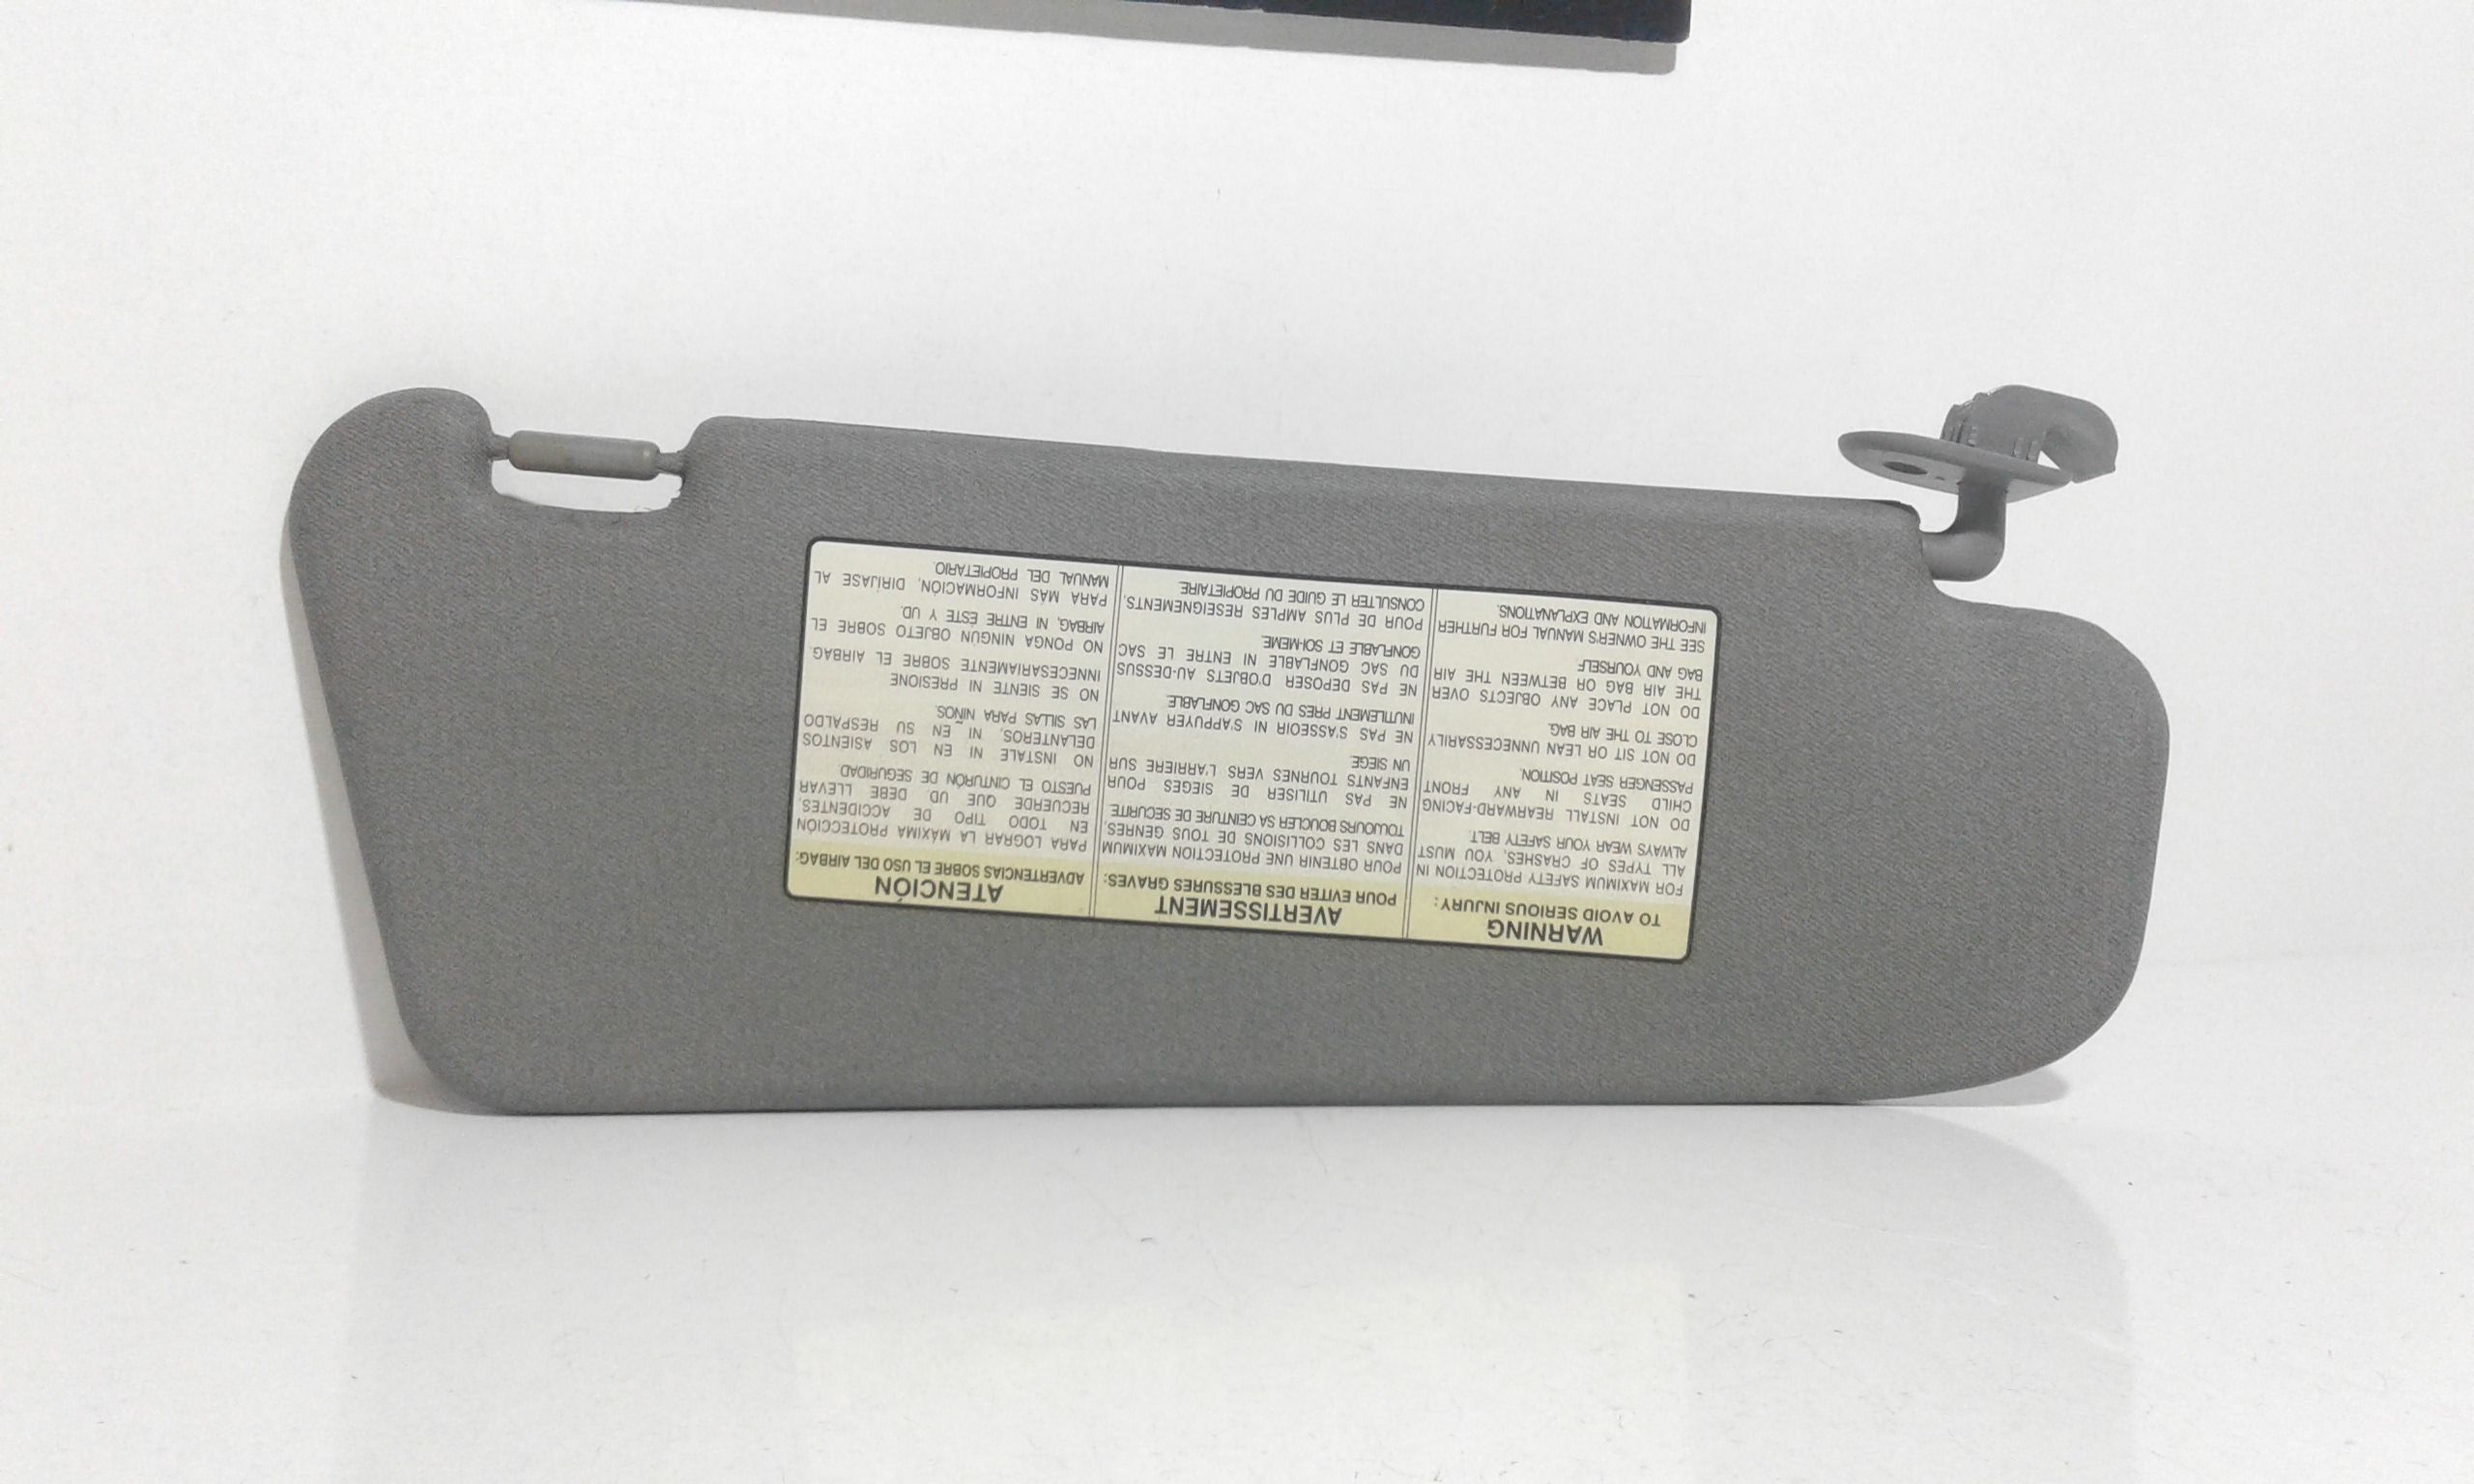 WARNING
TO AVOID SERIOUS INJURY:
FOR MAXIMUM SAFETY PROTECTION IN
ALL TYPES OF CRASHES, YOU MUST
ALWAYS WEAR YOUR SAFETY BELT.
DO NOT INSTALL REARWARD-FACING
CHILD SEATS IN ANY FRONT
PASSENGER SEAT POSITION.
DO NOT SIT OR LEAN UNNECESSARILY
CLOSE TO THE AIR BAG.
DO NOT PLACE ANY OBJECTS OVER
THE AIR BAG OR BETWEEN THE AIR
BAG AND YOURSELF.
SEE THE OWNER'S MANUAL FOR FURTHER
INFORMATION AND EXPLANATIONS.
AVERTISSEMENT
POUR EVITER DES BLESSURES GRAVES:
POUR OBTENIR UNE PROTECTION MAXIMUM
DANS LES COLLISIONS DE TOUS GENRES,
TOUJOURS BOUCLER SA CEINTURE DE SECURITE.
NE PAS UTILISER DE SIEGES POUR
ENFANTS TOURNES VERS L'ARRIERE SUR
UN SIEGE.
NE PAS S'ASSEOIR NI S'APPUYER AVANT
INUTILEMENT PRES DU SAC GONFLABLE.
NE PAS DEPOSER D'OBJETS AU-DESSUS
DU SAC GONFLABLE NI ENTRE LE SAC
GONFLABLE ET SOI-MEME.
POUR DE PLUS AMPLES RESEIGNEMENTS,
CONSULTER LE GUIDE DU PROPIETAIRE.
ATENCIÓN
ADVERTENCIAS SOBRE EL USO DEL AIRBAG:
PARA LOGRAR LA MÁXIMA PROTECCIÓN
EN TODO TIPO DE ACCIDENTES,
RECUERDE QUE UD. DEBE LLEVAR
PUESTO EL CINTURÓN DE SEGURIDAD
NO INSTALE NI EN LOS ASIENTOS
DELANTEROS, NI EN SU RESPALDO
LAS SILLAS PARA NIÑOS.
NO SE SIENTE NI PRESIONE
INNECESARIAMENTE SOBRE EL AIRBAG.
NO PONGA NINGÚN OBJETO SOBRE EL
AIRBAG, NI ENTRE ÉSTE Y UD.
PARA MÁS INFORMACIÓN, DIRIJASE AL
MANUAL DEL PROPIETARIO.